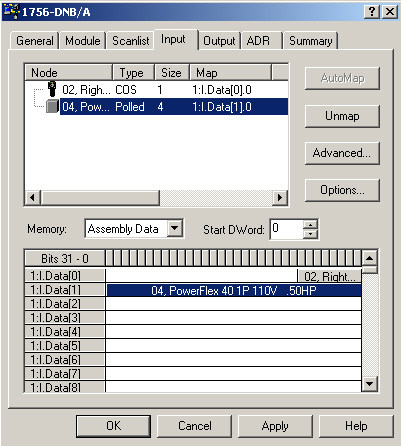 1756-DNB/A
General Module Scanlist Input Output ADR Summary
Node Type Size Map
02, Righ... COS 1 1:I.Data[0].0
04, Pow... Polled 4 1:I.Data[1].0
AutoMap
Unmap
Advanced...
Options...
Memory: Assembly Data Start DWord: 0
Bits 31 - 0
1:I.Data[0] 02, Right...
1:I.Data[1] 04, PowerFlex 40 1P 110V .50HP
1:I.Data[2]
1:I.Data[3]
1:I.Data[4]
1:I.Data[5]
1:I.Data[6]
1:I.Data[7]
1:I.Data[8]
OK Cancel Apply Help